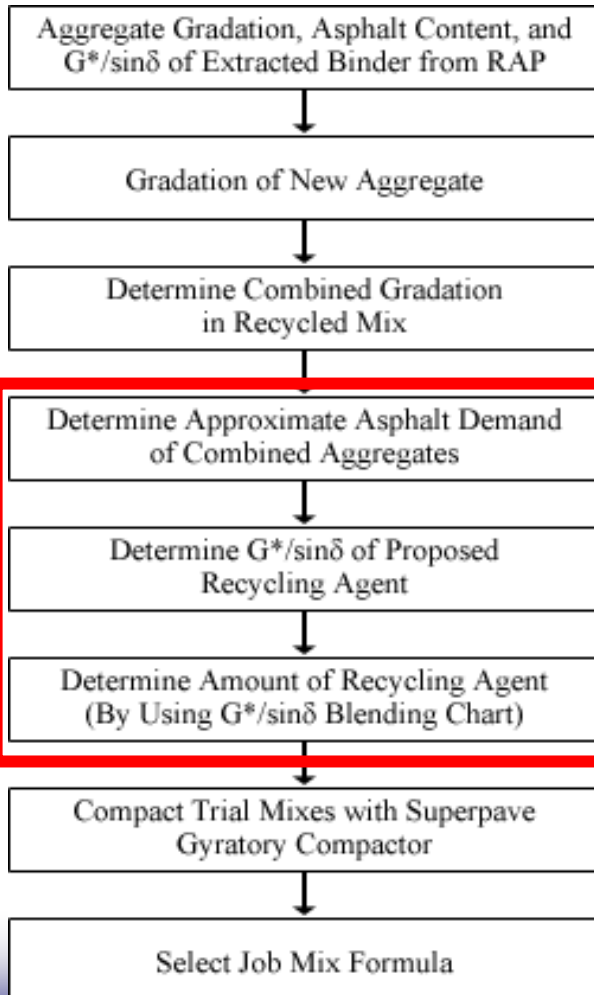 Aggregate Gradation, Asphalt Content, and
G*/sinδ of Extracted Binder from RAP
Gradation of New Aggregate
Determine Combined Gradation
in Recycled Mix
Determine Approximate Asphalt Demand
of Combined Aggregates
Determine G*/sinδ of Proposed
Recycling Agent
Determine Amount of Recycling Agent
(By Using G*/sinδ Blending Chart)
Compact Trial Mixes with Superpave
Gyratory Compactor
Select Job Mix Formula